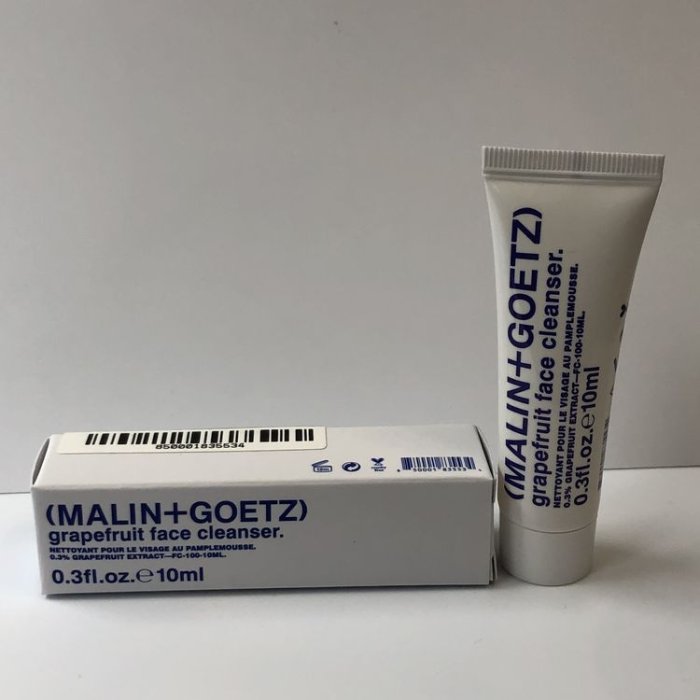 850001835534
(MALIN+GOETZ)
grapefruit face cleanser.
NETTOYANT POUR LE VISAGE AU PAMPLEMOUSSE.
0.3% GRAPEFRUIT EXTRACT—FC-100-10ML.
0.3fl.oz.℮10ml
(MALIN+GOETZ)
grapefruit face cleanser.
NETTOYANT POUR LE VISAGE AU PAMPLEMOUSSE.
0.3% GRAPEFRUIT EXTRACT—FC-100-10ML.
0.3fl.oz.℮10ml